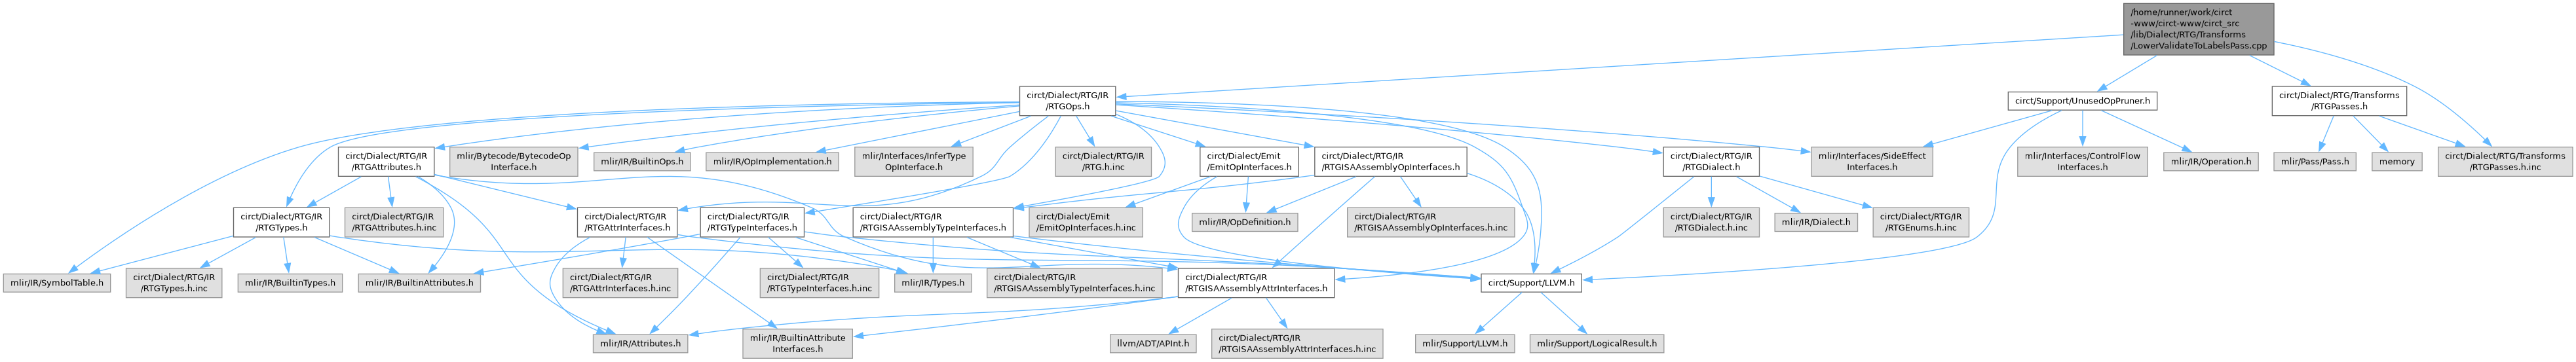 /home/runner/work/circt
-www/circt-www/circt_src
/lib/Dialect/RTG/Transforms
/LowerValidateToLabelsPass.cpp
circt/Dialect/RTG/IR
/RTGOps.h
circt/Support/UnusedOpPruner.h
circt/Dialect/RTG/Transforms
/RTGPasses.h
circt/Dialect/RTG/IR
/RTGAttributes.h
mlir/Bytecode/BytecodeOp
Interface.h
mlir/IR/BuiltinOps.h
mlir/IR/OpImplementation.h
mlir/Interfaces/InferType
OpInterface.h
circt/Dialect/RTG/IR
/RTG.h.inc
circt/Dialect/Emit
/EmitOpInterfaces.h
circt/Dialect/RTG/IR
/RTGISAAssemblyOpInterfaces.h
circt/Dialect/RTG/IR
/RTGDialect.h
mlir/Interfaces/SideEffect
Interfaces.h
mlir/Interfaces/ControlFlow
Interfaces.h
mlir/IR/Operation.h
mlir/Pass/Pass.h
memory
circt/Dialect/RTG/Transforms
/RTGPasses.h.inc
circt/Dialect/RTG/IR
/RTGTypes.h
circt/Dialect/RTG/IR
/RTGAttributes.h.inc
circt/Dialect/RTG/IR
/RTGAttrInterfaces.h
circt/Dialect/RTG/IR
/RTGTypeInterfaces.h
circt/Dialect/RTG/IR
/RTGISAAssemblyTypeInterfaces.h
circt/Dialect/Emit
/EmitOpInterfaces.h.inc
mlir/IR/OpDefinition.h
circt/Dialect/RTG/IR
/RTGISAAssemblyOpInterfaces.h.inc
circt/Dialect/RTG/IR
/RTGDialect.h.inc
mlir/IR/Dialect.h
circt/Dialect/RTG/IR
/RTGEnums.h.inc
mlir/IR/SymbolTable.h
circt/Dialect/RTG/IR
/RTGTypes.h.inc
mlir/IR/BuiltinTypes.h
mlir/IR/BuiltinAttributes.h
circt/Dialect/RTG/IR
/RTGAttrInterfaces.h.inc
circt/Dialect/RTG/IR
/RTGTypeInterfaces.h.inc
mlir/IR/Types.h
circt/Dialect/RTG/IR
/RTGISAAssemblyTypeInterfaces.h.inc
circt/Dialect/RTG/IR
/RTGISAAssemblyAttrInterfaces.h
circt/Support/LLVM.h
mlir/IR/Attributes.h
mlir/IR/BuiltinAttribute
Interfaces.h
llvm/ADT/APInt.h
circt/Dialect/RTG/IR
/RTGISAAssemblyAttrInterfaces.h.inc
mlir/Support/LLVM.h
mlir/Support/LogicalResult.h